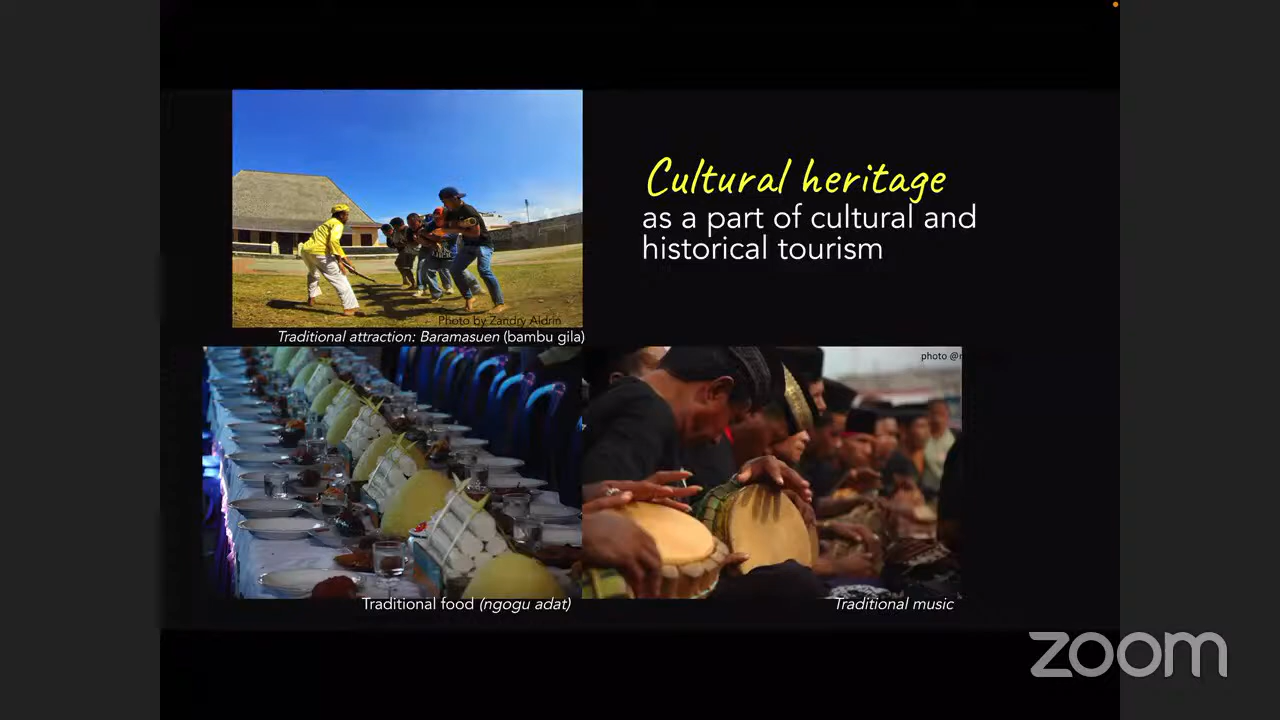 Cultural heritage
as a part of cultural and
historical tourism
Photo by Zandry Aldrin
Traditional attraction: Baramasuen (bambu gila)
photo
Traditional food (ngogu adat)
Traditional music
zoom